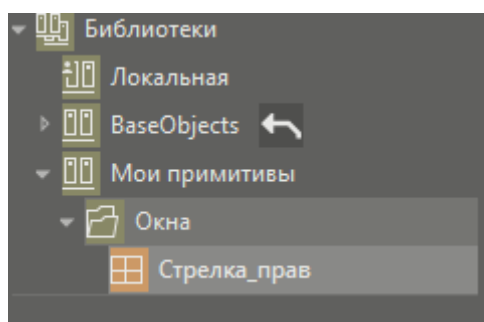 Библиотеки
Локальная
BaseObjects
Мои примитивы
Окна
Стрелка_прав